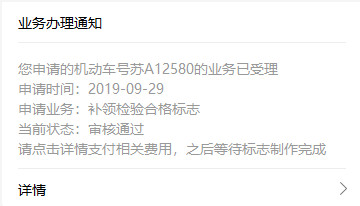 业务办理通知
您申请的机动车号苏A12580的业务已受理
申请时间：2019-09-29
申请业务：补领检验合格标志
当前状态：审核通过
请点击详情支付相关费用，之后等待标志制作完成
详情